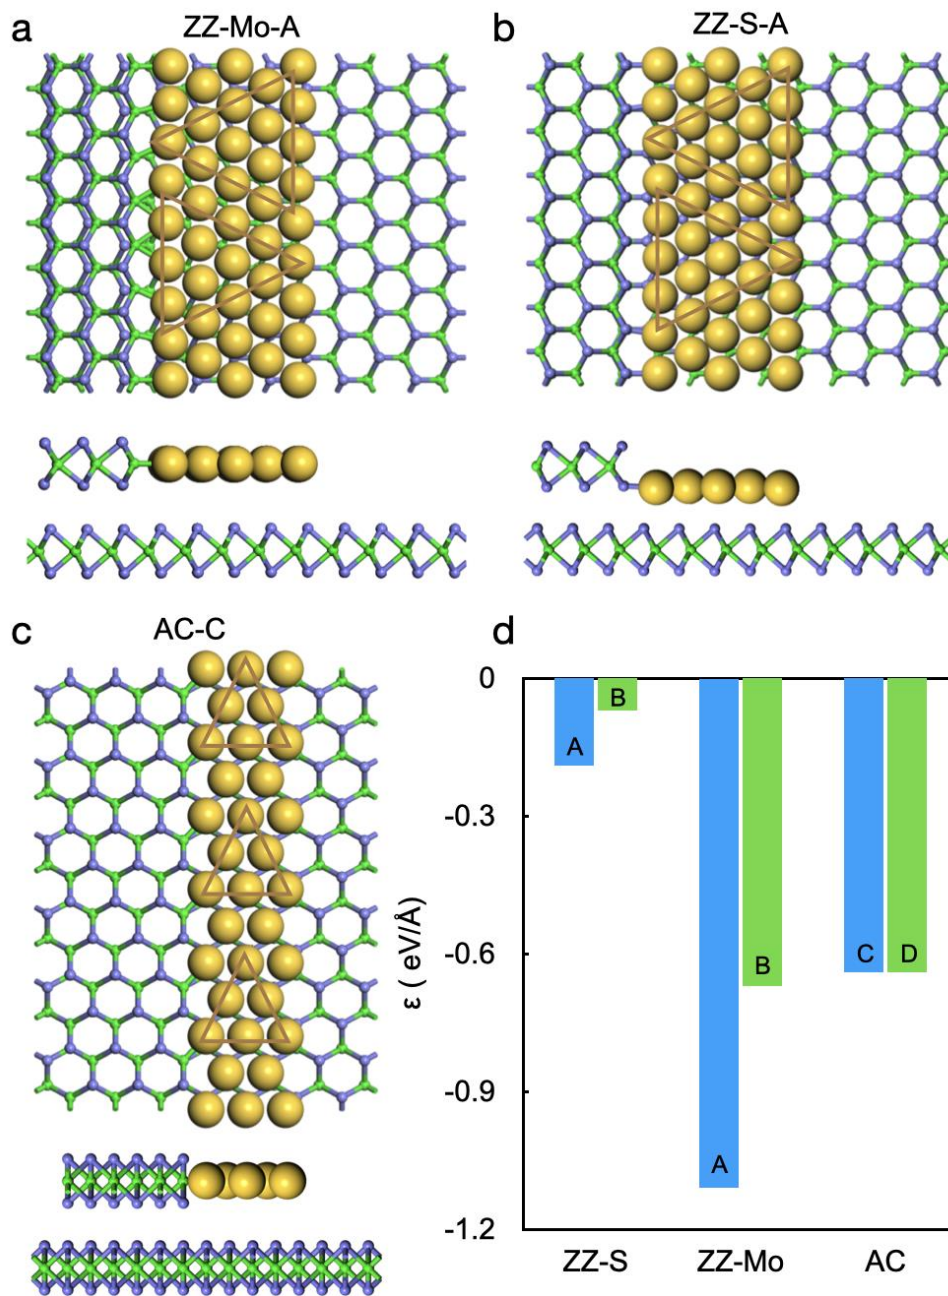 a
ZZ-Mo-A
b
ZZ-S-A
c
AC-C
d
ε ( eV/Å)
0
-0.3
-0.6
-0.9
-1.2
A
B
A
B
C
D
ZZ-S
ZZ-Mo
AC